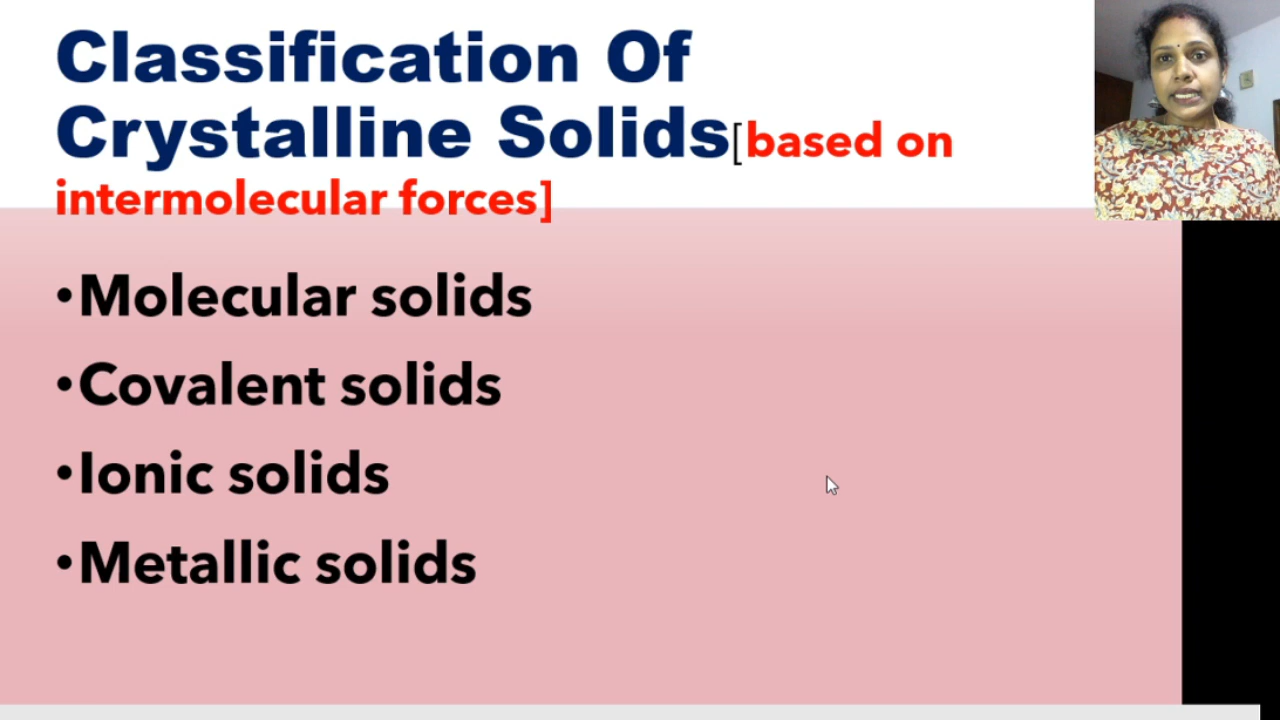 Classification Of
Crystalline Solids[based on
intermolecular forces]
•Molecular solids
•Covalent solids
•Ionic solids
•Metallic solids